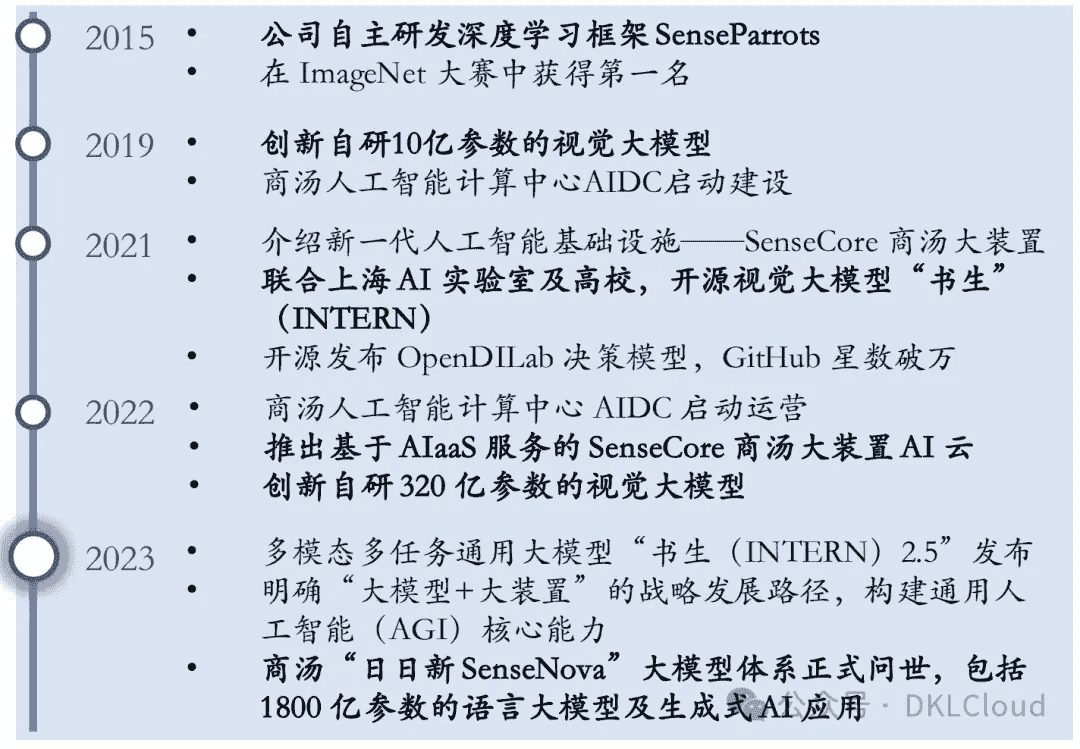 2015
• 公司自主研发深度学习框架SenseParrots
• 在 ImageNet 大赛中获得第一名
2019
• 创新自研10亿参数的视觉大模型
• 商汤人工智能计算中心AIDC启动建设
2021
• 介绍新一代人工智能基础设施——SenseCore 商汤大装置
• 联合上海 AI 实验室及高校，开源视觉大模型“书生”
（INTERN）
• 开源发布 OpenDILab 决策模型，GitHub 星数破万
2022
• 商汤人工智能计算中心 AIDC 启动运营
• 推出基于 AIaaS 服务的 SenseCore 商汤大装置 AI 云
• 创新自研 320 亿参数的视觉大模型
2023
• 多模态多任务通用大模型“书生（INTERN）2.5”发布
• 明确“大模型+大装置”的战略发展路径，构建通用人
工智能（AGI）核心能力
• 商汤“日日新 SenseNova”大模型体系正式问世，包括
1800 亿参数的语言大模型及生成式 AI 应用
公众号 · DKLCloud